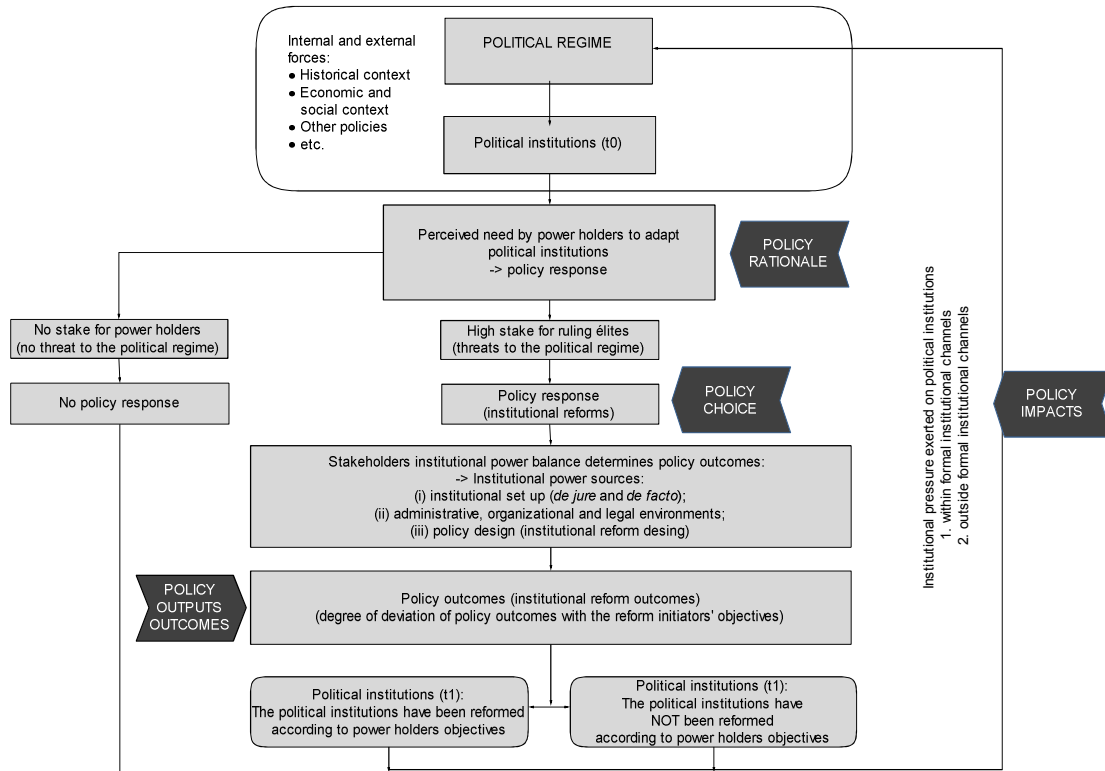 Internal and external
forces:
● Historical context
● Economic and
social context
● Other policies
● etc.
POLITICAL REGIME
Political institutions (t0)
Perceived need by power holders to adapt
political institutions
-> policy response
POLICY
RATIONALE
No stake for power holders
(no threat to the political regime)
High stake for ruling élites
(threats to the political regime)
No policy response
Policy response
(institutional reforms)
POLICY
CHOICE
Institutional pressure exerted on political institutions
1. within formal institutional channels
2. outside formal institutional channels
POLICY
IMPACTS
Stakeholders institutional power balance determines policy outcomes:
-> Institutional power sources:
(i) institutional set up (de jure and de facto);
(ii) administrative, organizational and legal environments;
(iii) policy design (institutional reform desing)
POLICY
OUTPUTS
OUTCOMES
Policy outcomes (institutional reform outcomes)
(degree of deviation of policy outcomes with the reform initiators' objectives)
Political institutions (t1):
The political institutions have been reformed
according to power holders objectives
Political institutions (t1):
The political institutions have
NOT been reformed
according to power holders objectives